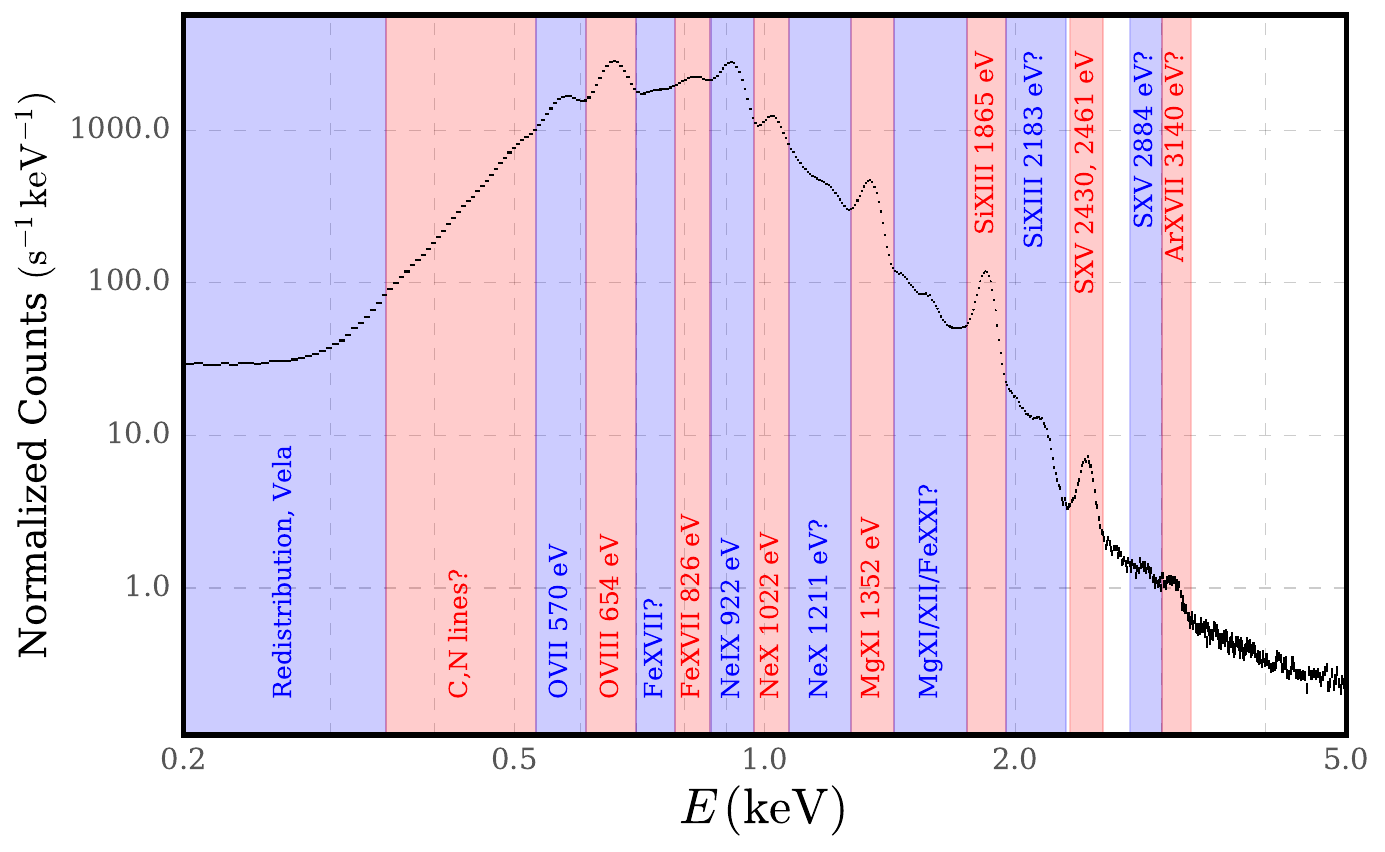 Normalized Counts (s⁻¹ keV⁻¹)
1000.0
100.0
10.0
1.0
Redistribution, Vela
C,N lines?
OVII 570 eV
OVIII 654 eV
FeXVII?
FeXVII 826 eV
NeIX 922 eV
NeX 1022 eV
NeX 1211 eV?
MgXI 1352 eV
MgXI/XII/FeXXI?
SiXIII 1865 eV
SiXIII 2183 eV?
SXV 2430, 2461 eV
SXV 2884 eV?
ArXVII 3140 eV?
0.2 0.5 1.0 2.0 5.0
E (keV)